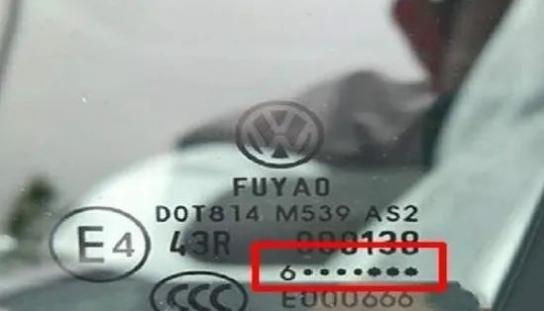 FUYAO
DOT814 M539 AS2
E4 43R 000138
6•••••••
CCC E000666